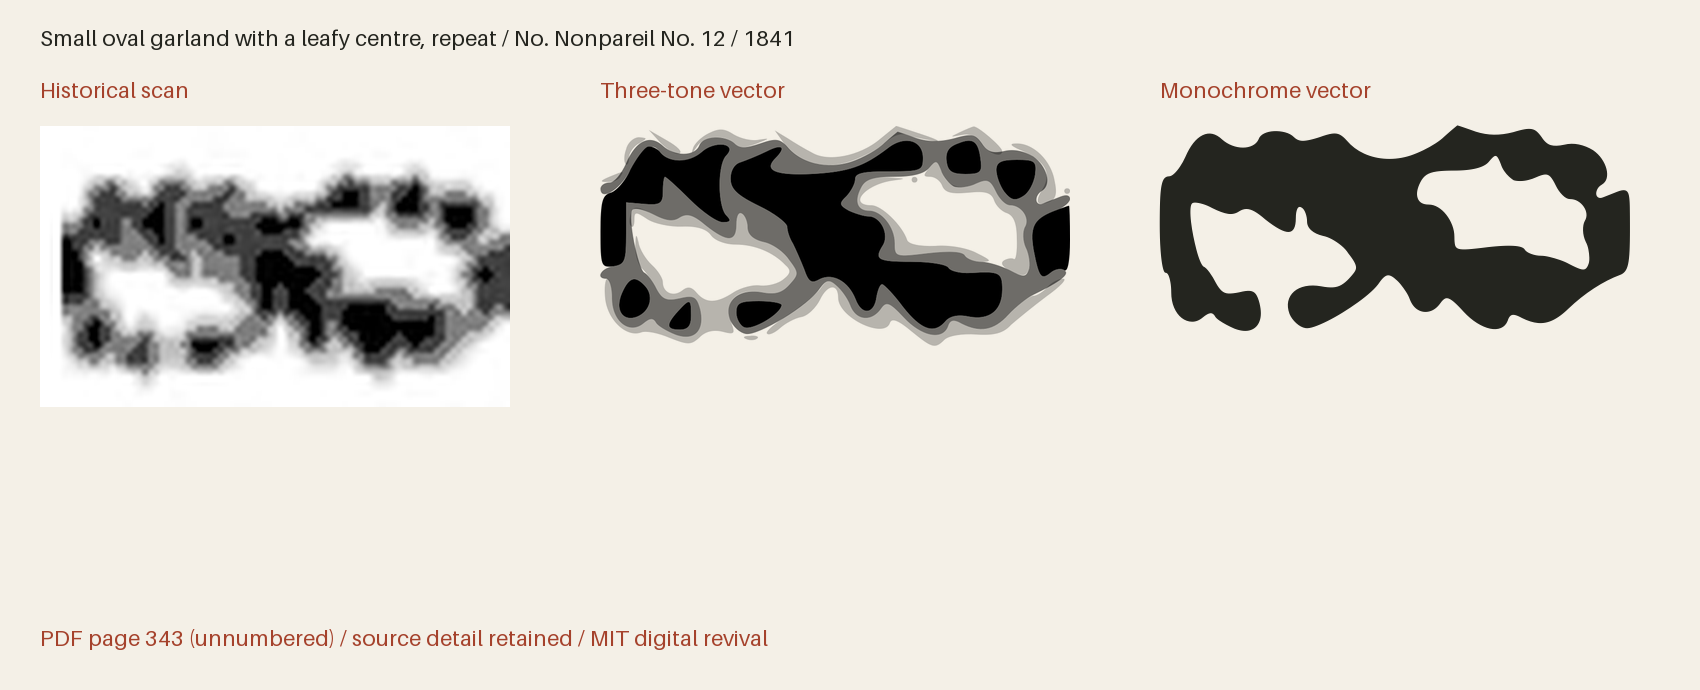 Small oval garland with a leafy centre, repeat / No. Nonpareil No. 12 / 1841
Historical scan
Three-tone vector
Monochrome vector
PDF page 343 (unnumbered) / source detail retained / MIT digital revival